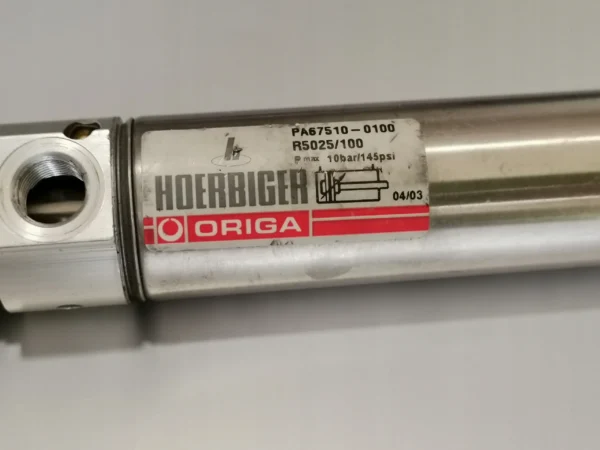 PA67510-0100
R5025/100
P max 10bar/145psi
HOERBIGER
04/03
ORIGA